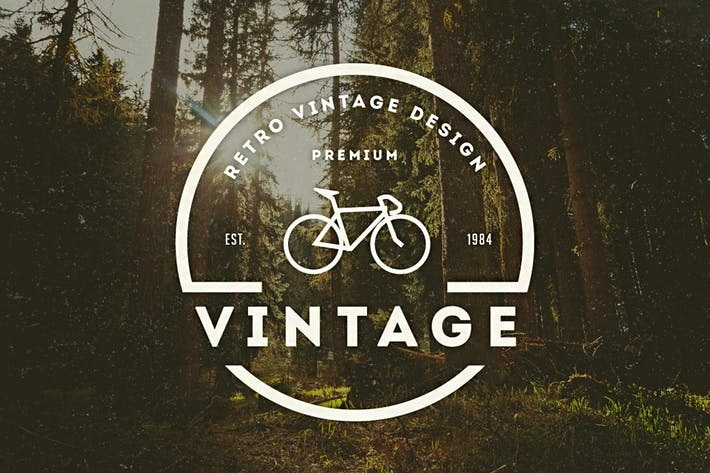 RETRO VINTAGE DESIGN
PREMIUM
EST. 1984
VINTAGE